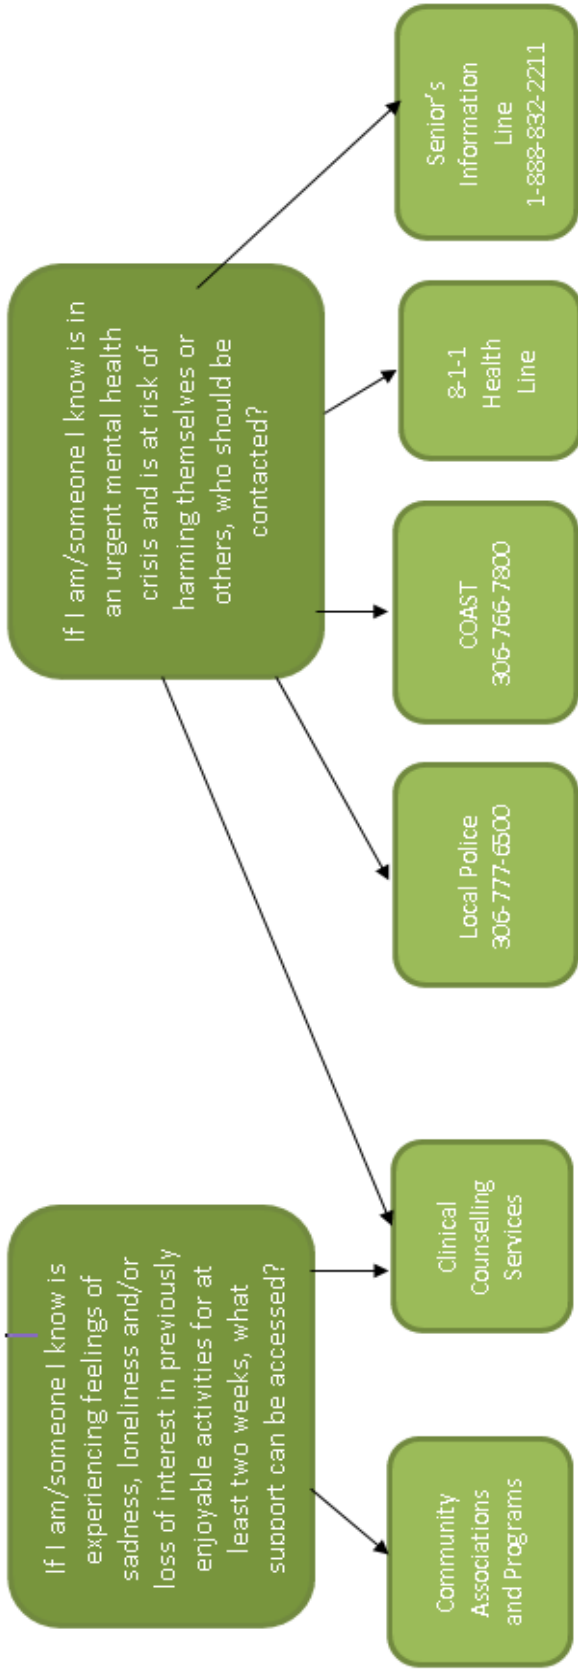 If I am/someone I know is
experiencing feelings of
sadness, loneliness and/or
loss of interest in previously
enjoyable activities for at
least two weeks, what
support can be accessed?
If I am/someone I know is in
an urgent mental health
crisis and is at risk of
harming themselves or
others, who should be
contacted?
Community
Associations
and Programs
Clinical
Counselling
Services
Local Police
306-777-6500
COAST
306-766-7800
8-1-1
Health
Line
Senior's
Information
Line
1-888-832-2211